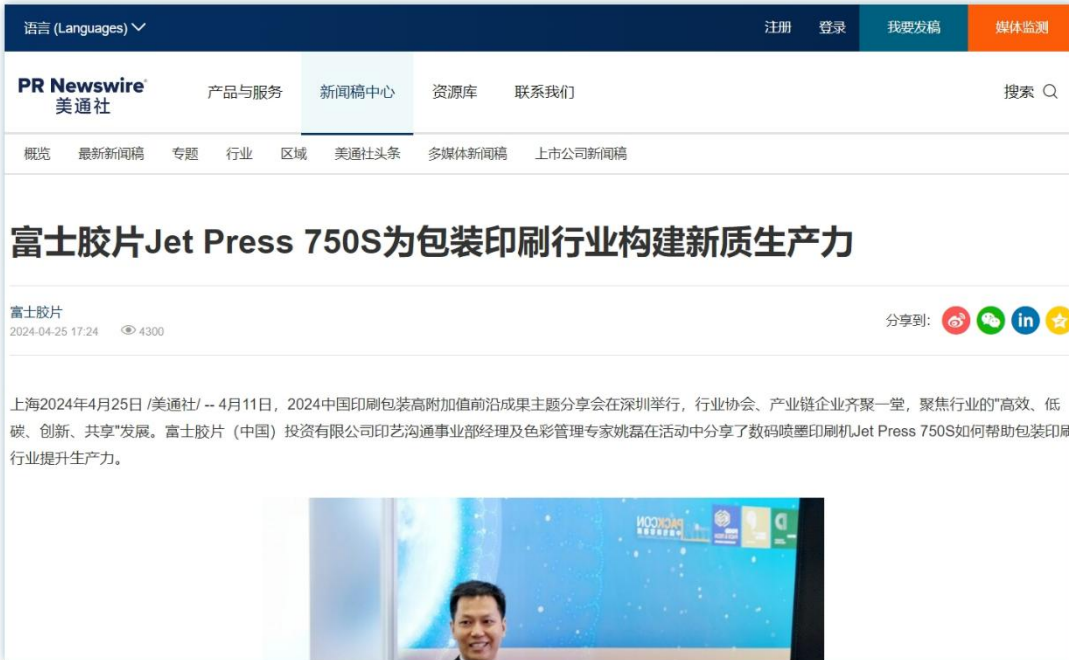 语言 (Languages)
注册
登录
我要发稿
媒体监测
PR Newswire®
美通社
产品与服务
新闻稿中心
资源库
联系我们
搜索
概览
最新新闻稿
专题
行业
区域
美通社头条
多媒体新闻稿
上市公司新闻稿
富士胶片Jet Press 750S为包装印刷行业构建新质生产力
富士胶片
2024-04-25 17:24
4300
分享到:
in
上海2024年4月25日 /美通社/ -- 4月11日，2024中国印刷包装高附加值前沿成果主题分享会在深圳举行，行业协会、产业链企业齐聚一堂，聚焦行业的"高效、低
碳、创新、共享"发展。富士胶片（中国）投资有限公司印艺沟通事业部经理及色彩管理专家姚磊在活动中分享了数码喷墨印刷机Jet Press 750S如何帮助包装印刷
行业提升生产力。
PACKCON